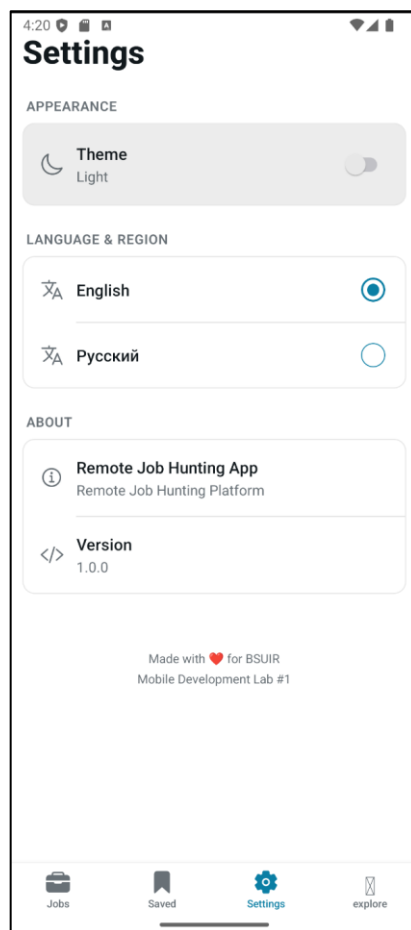 4:20
Settings
APPEARANCE
Theme
Light
LANGUAGE & REGION
English
Русский
ABOUT
Remote Job Hunting App
Remote Job Hunting Platform
Version
1.0.0
Made with ❤️ for BSUIR
Mobile Development Lab #1
Jobs Saved Settings explore